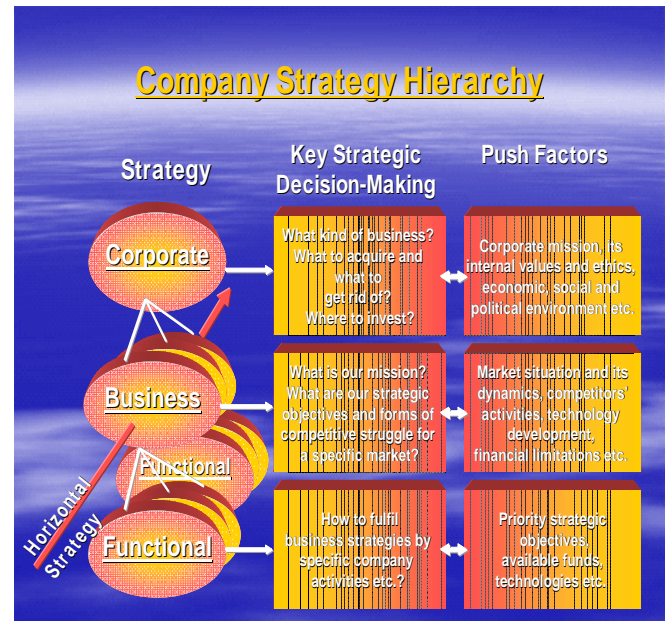 Company Strategy Hierarchy
Strategy
Key Strategic
Decision-Making
Push Factors
Corporate
What kind of business?
What to acquire and
what to
get rid of?
Where to invest?
Corporate mission, its
internal values and ethics,
economic, social and
political environment etc.
Business
What is our mission?
What are our strategic
objectives and forms of
competitive struggle for
a specific market?
Market situation and its
dynamics, competitors'
activities, technology
development,
financial limitations etc.
Functional
Horizontal
Strategy
Functional
How to fulfil
business strategies by
specific company
activities etc.?
Priority strategic
objectives,
available funds,
technologies etc.